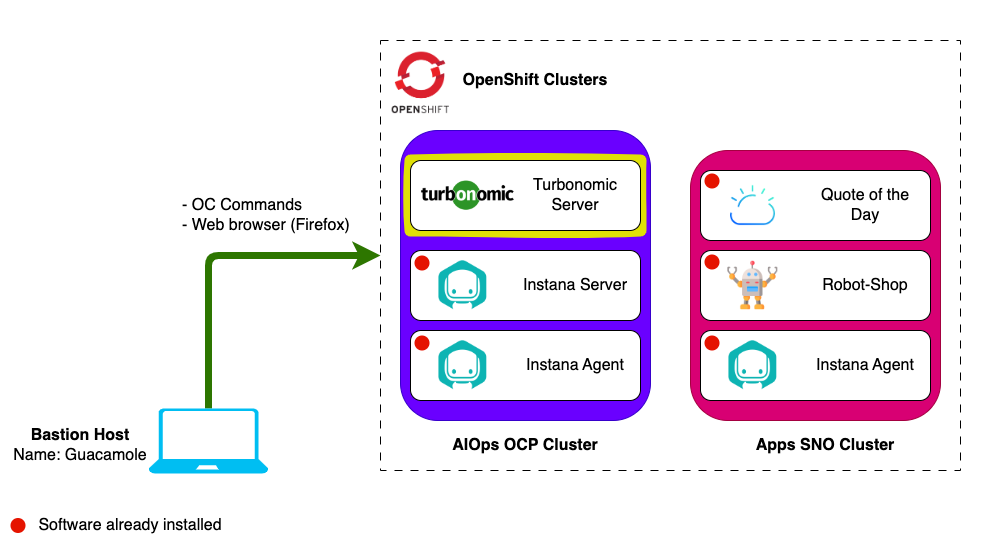 OPENSHIFT
OpenShift Clusters
turbonomic
Turbonomic
Server
Quote of the
Day
- OC Commands
- Web browser (Firefox)
Instana Server
Robot-Shop
Instana Agent
Instana Agent
Bastion Host
Name: Guacamole
AIOps OCP Cluster
Apps SNO Cluster
Software already installed